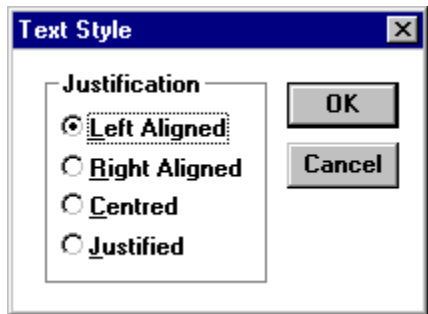 Text Style
Justification
Left Aligned
Right Aligned
Centred
Justified
OK
Cancel